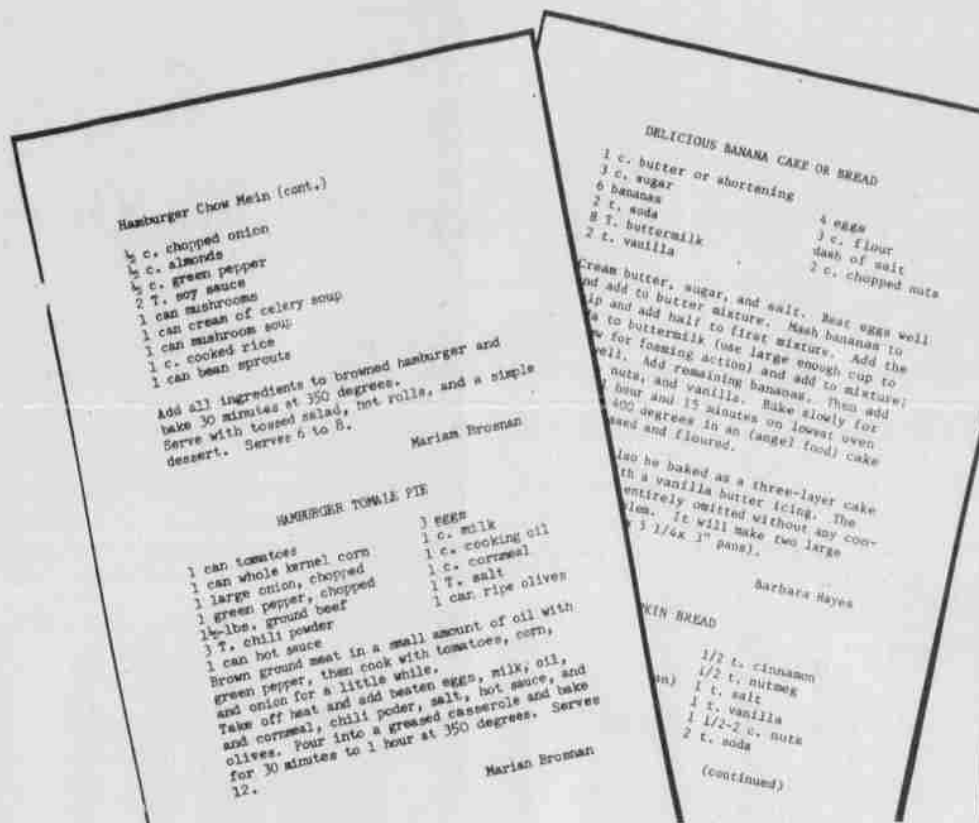 Hamburger Chow Mein (cont.)
½ c. chopped onion
½ c. almonds
½ c. green pepper
2 T. soy sauce
1 can mushrooms
1 can cream of celery soup
1 can mushroom soup
1 c. cooked rice
1 can bean sprouts
Add all ingredients to browned hamburger and
bake 30 minutes at 350 degrees.
Serve with tossed salad, hot rolls, and a simple
dessert. Serves 6 to 8.
Mariam Brosnan
HAMBURGER TOMALE PIE
1 can tomatoes
1 can whole kernel corn
1 large onion, chopped
1 green pepper, chopped
1½-lbs. ground beef
3 T. chili powder
1 can hot sauce
3 eggs
1 c. milk
1 c. cooking oil
1 c. cornmeal
1 T. salt
1 can ripe olives
Brown ground meat in a small amount of oil with
green pepper, then cook with tomatoes, corn,
and onion for a little while.
Take off heat and add beaten eggs, milk, oil,
and cornmeal, chili poder, salt, hot sauce, and
olives. Pour into a greased casserole and bake
for 30 minutes to 1 hour at 350 degrees. Serves
12.
Marian Brosnan
DELICIOUS BANANA CAKE OR BREAD
1 c. butter or shortening
3 c. sugar
6 bananas
2 t. soda
8 T. buttermilk
2 t. vanilla
4 eggs
3 c. flour
dash of salt
2 c. chopped nuts
Cream butter, sugar, and salt. Beat eggs well
and add to butter mixture. Mash bananas to
and add half to first mixture. Add the
to buttermilk (use large enough cup to
for foaming action) and add to mixture;
well. Add remaining bananas. Then add
nuts, and vanilla. Bake slowly for
hour and 15 minutes on lowest oven
400 degrees in an (angel food) cake
and floured.
be baked as a three-layer cake
a vanilla butter icing. The
entirely omitted without any con-
It will make two large
3 1/4x 3" pans).
Barbara Hayes
BREAD
1/2 t. cinnamon
1/2 t. nutmeg
1 t. salt
1 t. vanilla
1 1/2-2 c. nuts
2 t. soda
(continued)